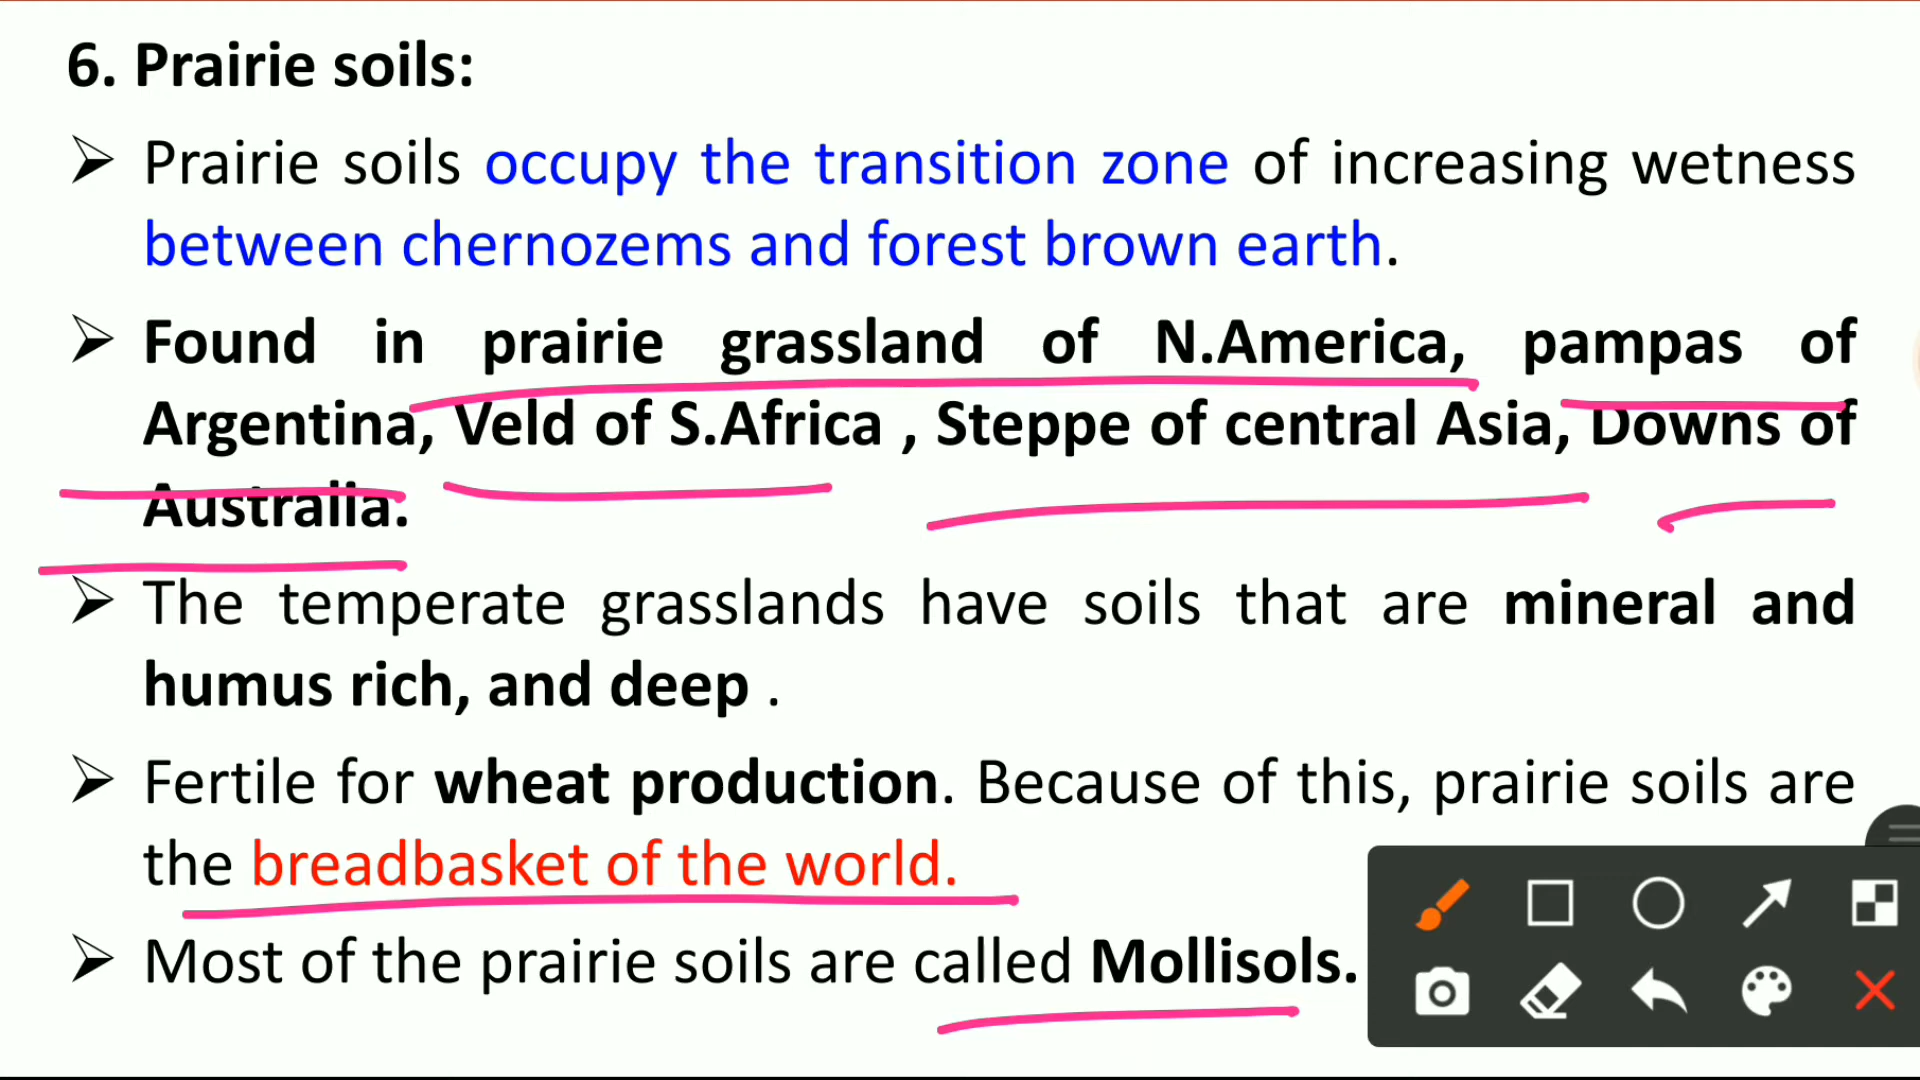 6. Prairie soils:
➢ Prairie soils occupy the transition zone of increasing wetness
between chernozems and forest brown earth.
➢ Found in prairie grassland of N.America, pampas of
Argentina, Veld of S.Africa , Steppe of central Asia, Downs of
Australia.
➢ The temperate grasslands have soils that are mineral and
humus rich, and deep .
➢ Fertile for wheat production. Because of this, prairie soils are
the breadbasket of the world.
➢ Most of the prairie soils are called Mollisols.